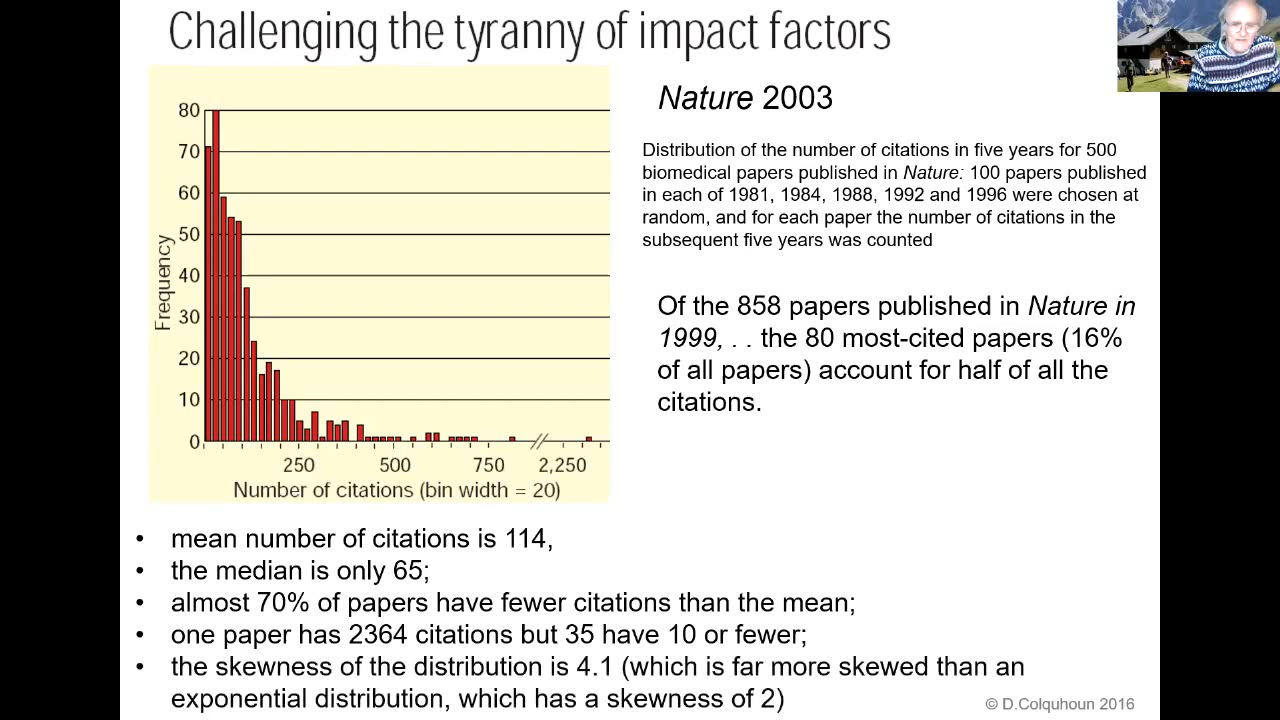 Challenging the tyranny of impact factors
80
70
60
50
40
30
20
10
0
Frequency
250 500 750 2,250
Number of citations (bin width = 20)
Nature 2003
Distribution of the number of citations in five years for 500
biomedical papers published in Nature: 100 papers published
in each of 1981, 1984, 1988, 1992 and 1996 were chosen at
random, and for each paper the number of citations in the
subsequent five years was counted
Of the 858 papers published in Nature in
1999, . . the 80 most-cited papers (16%
of all papers) account for half of all the
citations.
• mean number of citations is 114,
• the median is only 65;
• almost 70% of papers have fewer citations than the mean;
• one paper has 2364 citations but 35 have 10 or fewer;
• the skewness of the distribution is 4.1 (which is far more skewed than an
exponential distribution, which has a skewness of 2)
© D.Colquhoun 2016